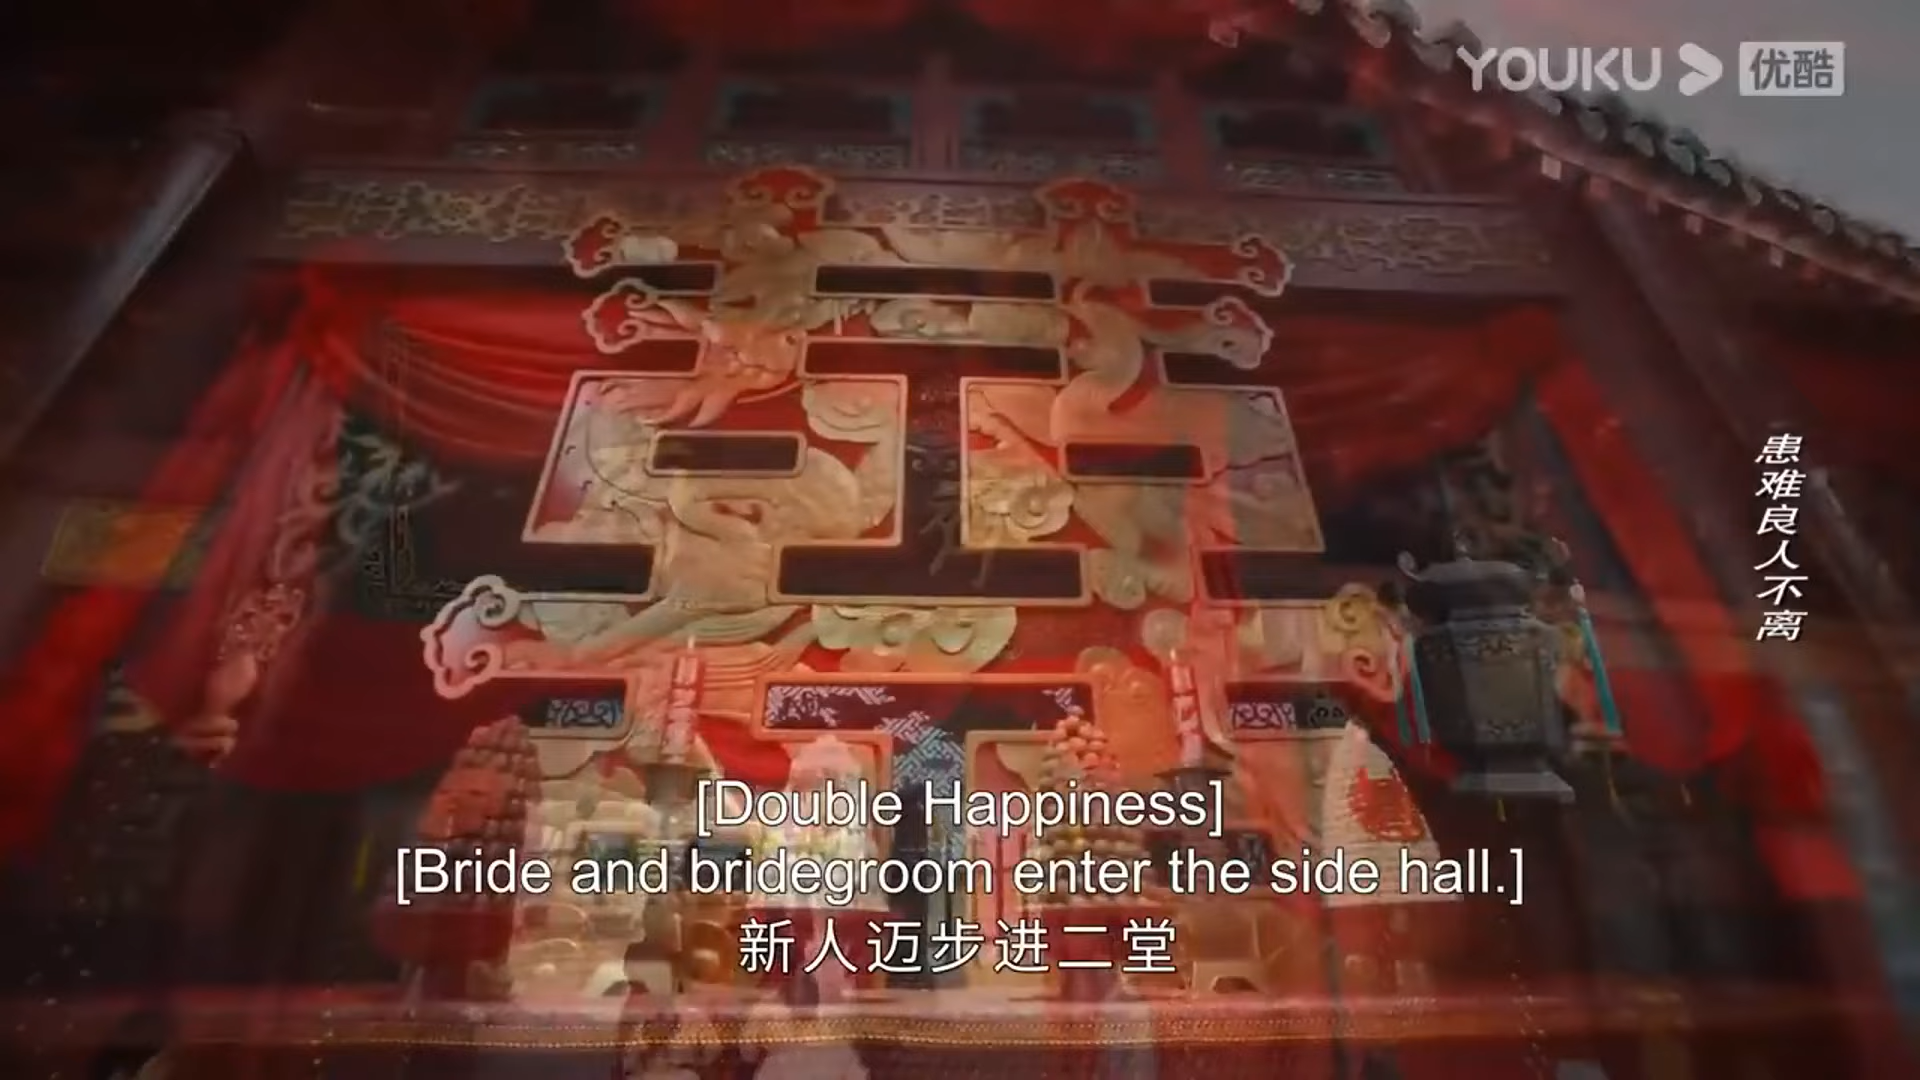 YOUKU 优酷
囍
患难良人不离
[Double Happiness]
[Bride and bridegroom enter the side hall.]
新人迈步进二堂